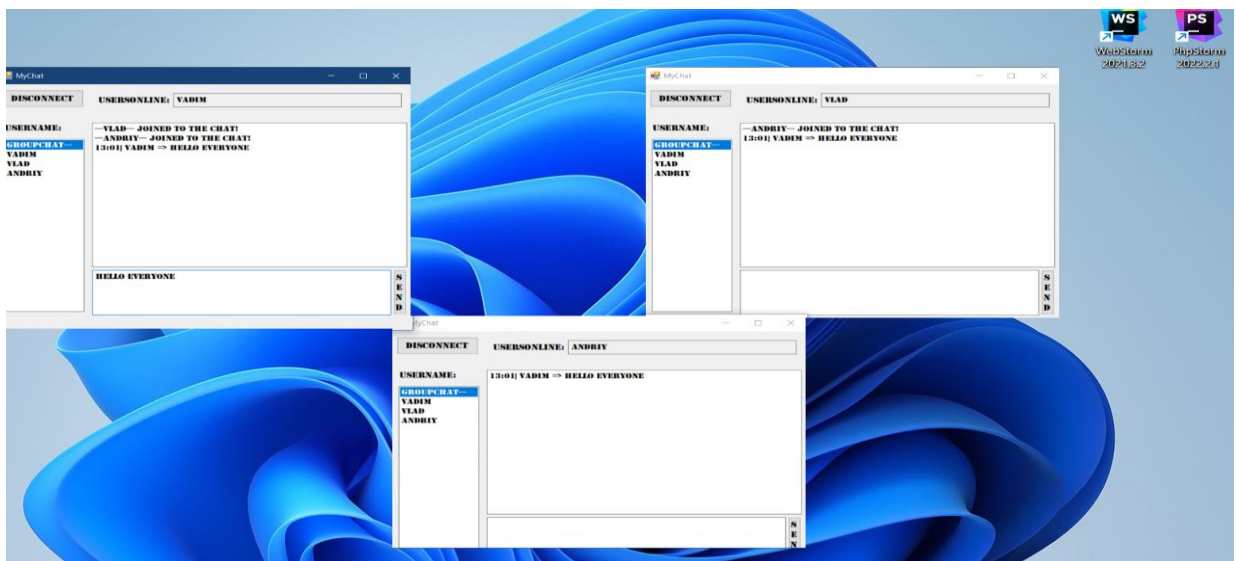 WS
WebStorm
2021.3.2
PS
PhpStorm
2022.2.1
MyChat
DISCONNECT
USERSONLINE: VADIM
USERNAME:
GROUPCHAT—
VADIM
VLAD
ANDRIY
—VLAD— JOINED TO THE CHAT!
—ANDRIY— JOINED TO THE CHAT!
13:01| VADIM => HELLO EVERYONE
HELLO EVERYONE
S
E
N
D
MyChat
DISCONNECT
USERSONLINE: VLAD
USERNAME:
GROUPCHAT—
VADIM
VLAD
ANDRIY
—ANDRIY— JOINED TO THE CHAT!
13:01| VADIM => HELLO EVERYONE
S
E
N
D
MyChat
DISCONNECT
USERSONLINE: ANDRIY
USERNAME:
GROUPCHAT—
VADIM
VLAD
ANDRIY
13:01| VADIM => HELLO EVERYONE
S
E
N